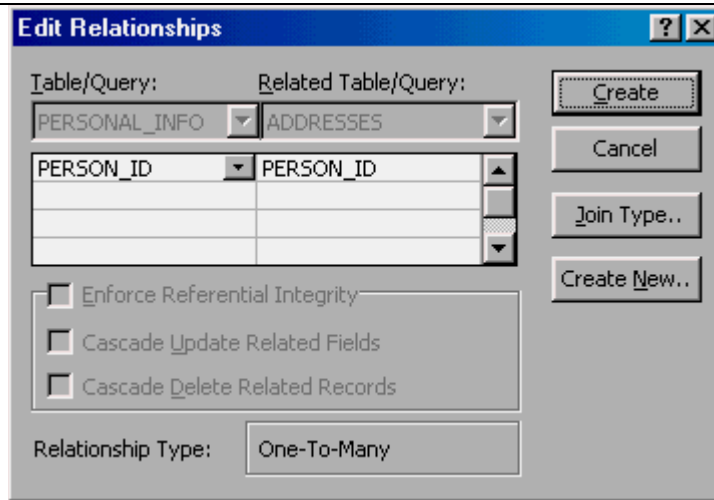 Edit Relationships
Table/Query: Related Table/Query:
PERSONAL_INFO ADDRESSES
PERSON_ID PERSON_ID
Create
Cancel
Join Type..
Create New..
Enforce Referential Integrity
Cascade Update Related Fields
Cascade Delete Related Records
Relationship Type: One-To-Many